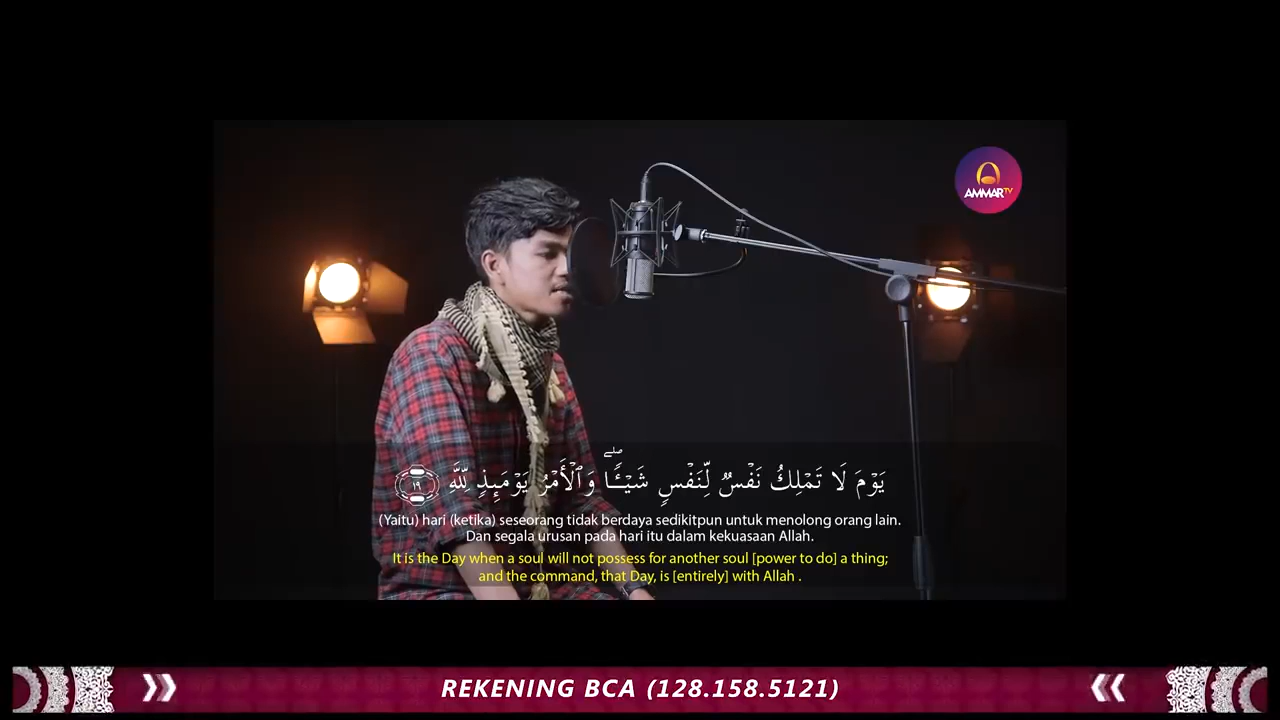 AMMAR TV
يَوْمَ لَا تَمْلِكُ نَفْسٌ لِّنَفْسٍ شَيْـًٔا ۖ وَٱلْأَمْرُ يَوْمَئِذٍ لِّلَّهِ ١٩
(Yaitu) hari (ketika) seseorang tidak berdaya sedikitpun untuk menolong orang lain.
Dan segala urusan pada hari itu dalam kekuasaan Allah.
It is the Day when a soul will not possess for another soul [power to do] a thing;
and the command, that Day, is [entirely] with Allah .
REKENING BCA (128.158.5121)